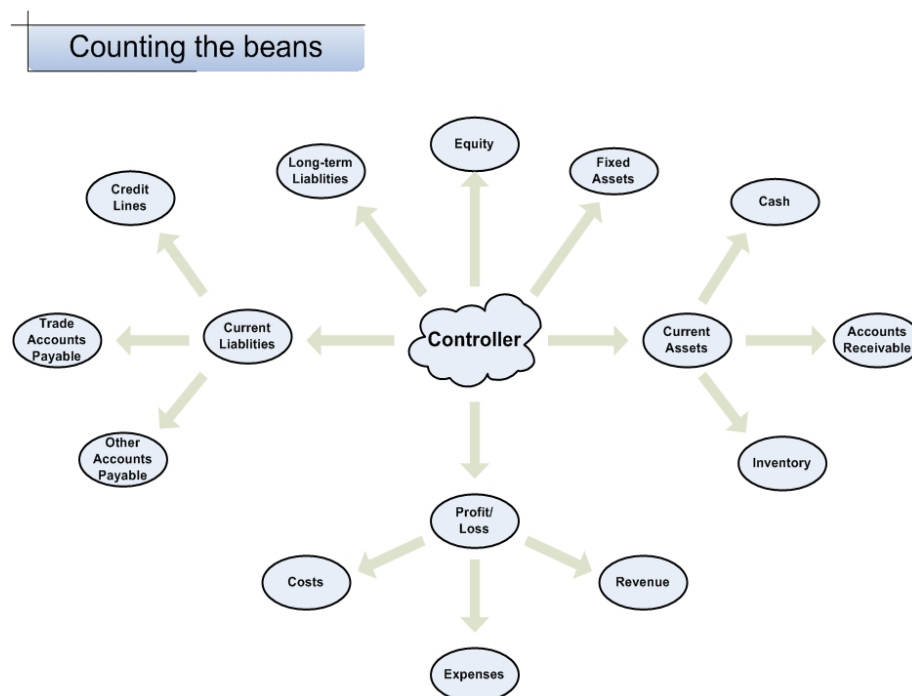 Counting the beans
Equity
Long-term
Liablities
Fixed
Assets
Credit
Lines
Cash
Trade
Accounts
Payable
Current
Liablities
Controller
Current
Assets
Accounts
Receivable
Other
Accounts
Payable
Inventory
Profit/
Loss
Costs
Revenue
Expenses